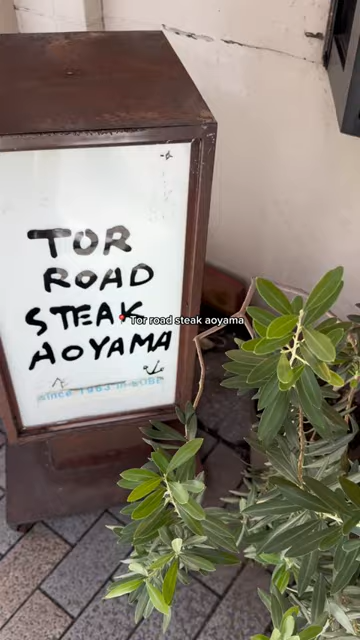 TOR
ROAD
STEAK
Tor road steak aoyama
AOYAMA
since 1963 in KOBE